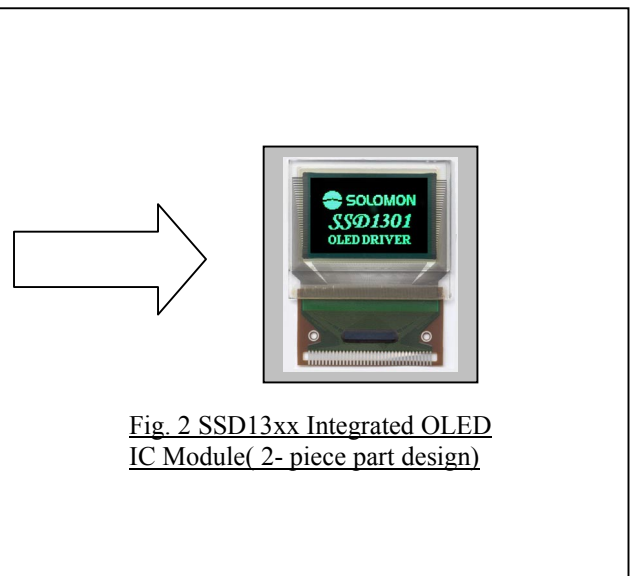 SOLOMON
SSD1301
OLED DRIVER
Fig. 2 SSD13xx Integrated OLED
IC Module( 2- piece part design)